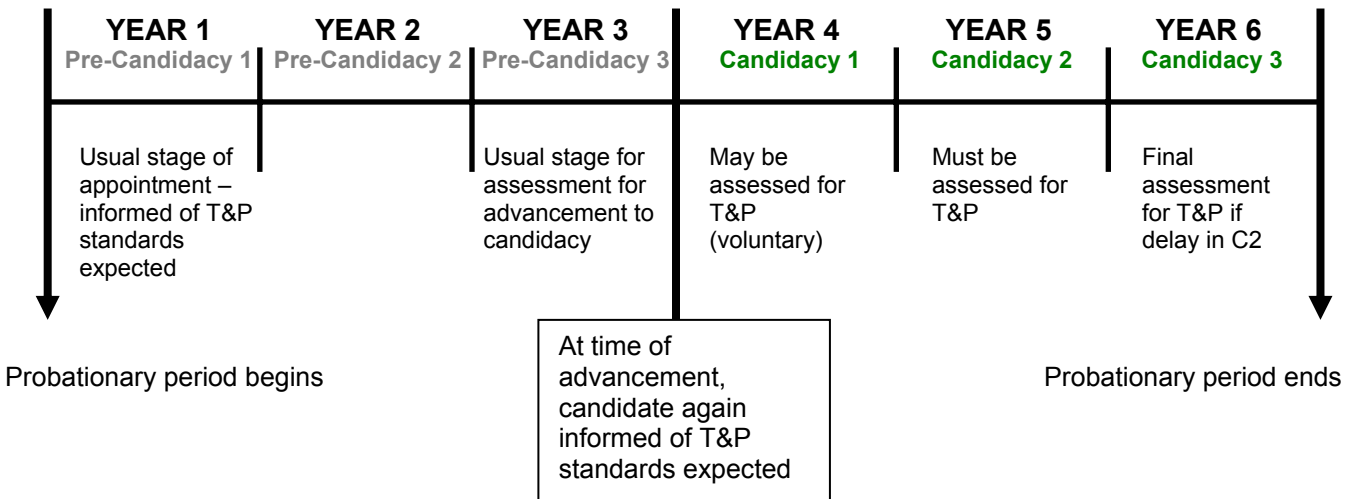 YEAR 1
Pre-Candidacy 1
YEAR 2
Pre-Candidacy 2
YEAR 3
Pre-Candidacy 3
YEAR 4
Candidacy 1
YEAR 5
Candidacy 2
YEAR 6
Candidacy 3
Usual stage of
appointment –
informed of T&P
standards
expected
Usual stage for
assessment for
advancement to
candidacy
May be
assessed for
T&P
(voluntary)
Must be
assessed for
T&P
Final
assessment
for T&P if
delay in C2
Probationary period begins
At time of
advancement,
candidate again
informed of T&P
standards expected
Probationary period ends